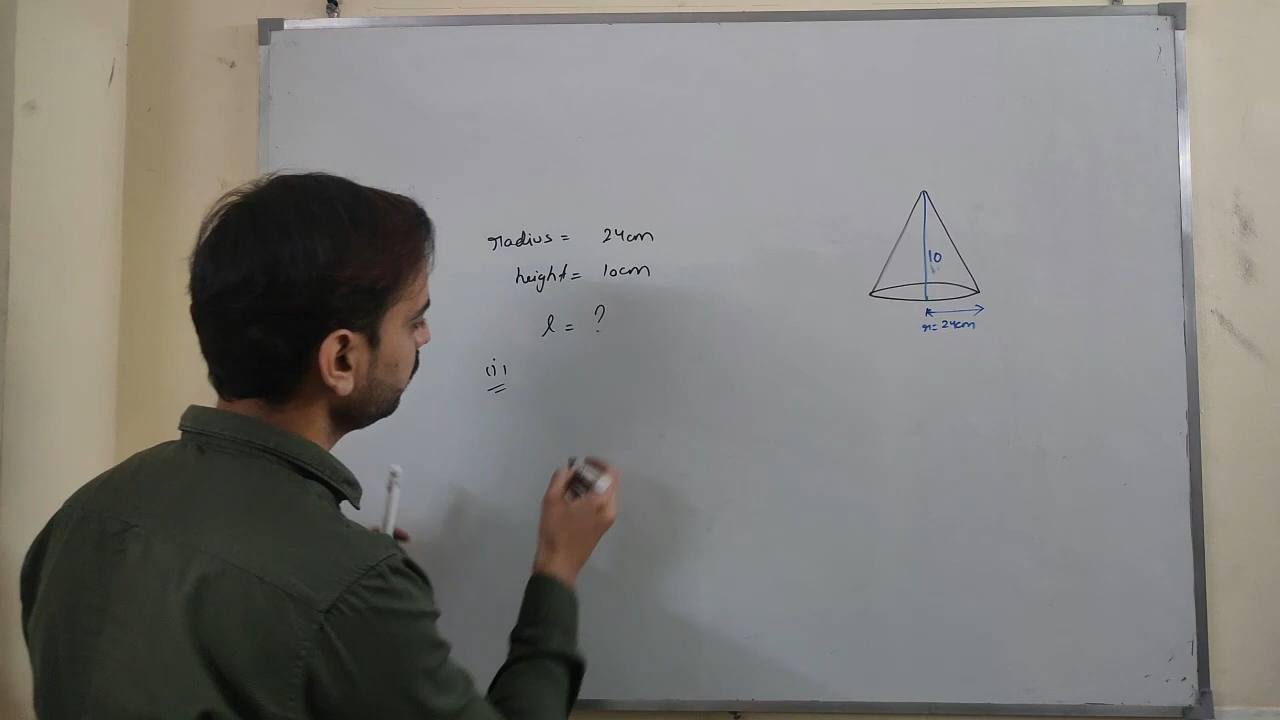 radius = 24cm
height = 10cm
l = ?
(i)
10
r = 24cm